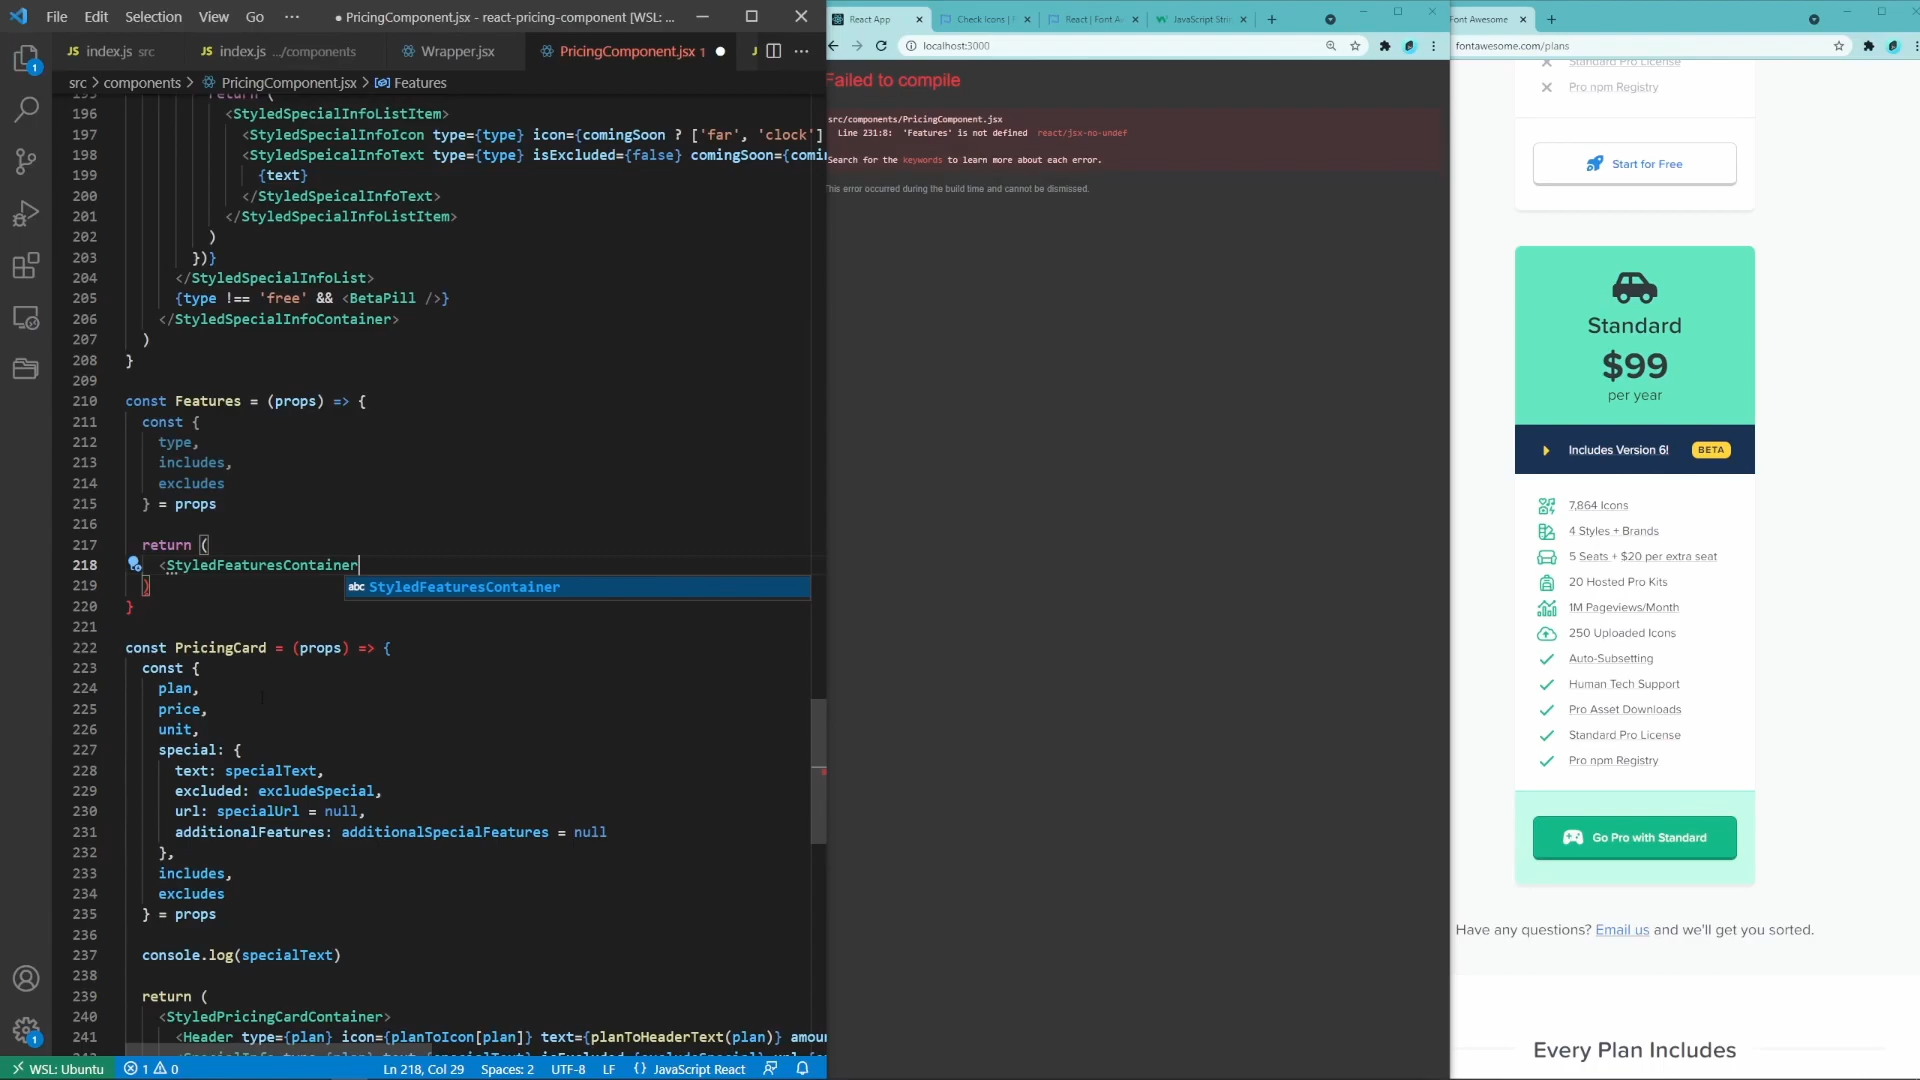 File Edit Selection View Go ··· ● PricingComponent.jsx - react-pricing-component [WSL: ...
JS index.js src JS index.js .../components Wrapper.jsx PricingComponent.jsx 1 ● J ···
src > components > PricingComponent.jsx > Features
195 return (
196 <StyledSpecialInfoListItem>
197 <StyledSpeicalInfoIcon type={type} icon={comingSoon ? ['far', 'clock']
198 <StyledSpeicalInfoText type={type} isExcluded={false} comingSoon={comi
199 {text}
200 </StyledSpeicalInfoText>
201 </StyledSpecialInfoListItem>
202 )
203 })}
204 </StyledSpecialInfoList>
205 {type !== 'free' && <BetaPill />}
206 </StyledSpecialInfoContainer>
207 )
208 }
209
210 const Features = (props) => {
211 const {
212 type,
213 includes,
214 excludes
215 } = props
216
217 return (
218 <StyledFeaturesContainer
219 )
abc StyledFeaturesContainer
220 }
221
222 const PricingCard = (props) => {
223 const {
224 plan,
225 price,
226 unit,
227 special: {
228 text: specialText,
229 excluded: excludeSpecial,
230 url: specialUrl = null,
231 additionalFeatures: additionalSpecialFeatures = null
232 },
233 includes,
234 excludes
235 } = props
236
237 console.log(specialText)
238
239 return (
240 <StyledPricingCardContainer>
241 <Header type={plan} icon={planToIcon[plan]} text={planToHeaderText(plan)} amou
WSL: Ubuntu 1 0 Ln 218, Col 29 Spaces: 2 UTF-8 LF {} JavaScript React
React App Check Icons | F React | Font A JavaScript Strin
localhost:3000
Failed to compile
src/components/PricingComponent.jsx
Line 231:8: 'Features' is not defined react/jsx-no-undef
Search for the keywords to learn more about each error.
This error occurred during the build time and cannot be dismissed.
Font Awesome
fontawesome.com/plans
Standard Pro License
Pro npm Registry
Start for Free
Standard
$99
per year
Includes Version 6! BETA
7,864 Icons
4 Styles + Brands
5 Seats + $20 per extra seat
20 Hosted Pro Kits
1M Pageviews/Month
250 Uploaded Icons
Auto-Subsetting
Human Tech Support
Pro Asset Downloads
Standard Pro License
Pro npm Registry
Go Pro with Standard
Have any questions? Email us and we'll get you sorted.
Every Plan Includes